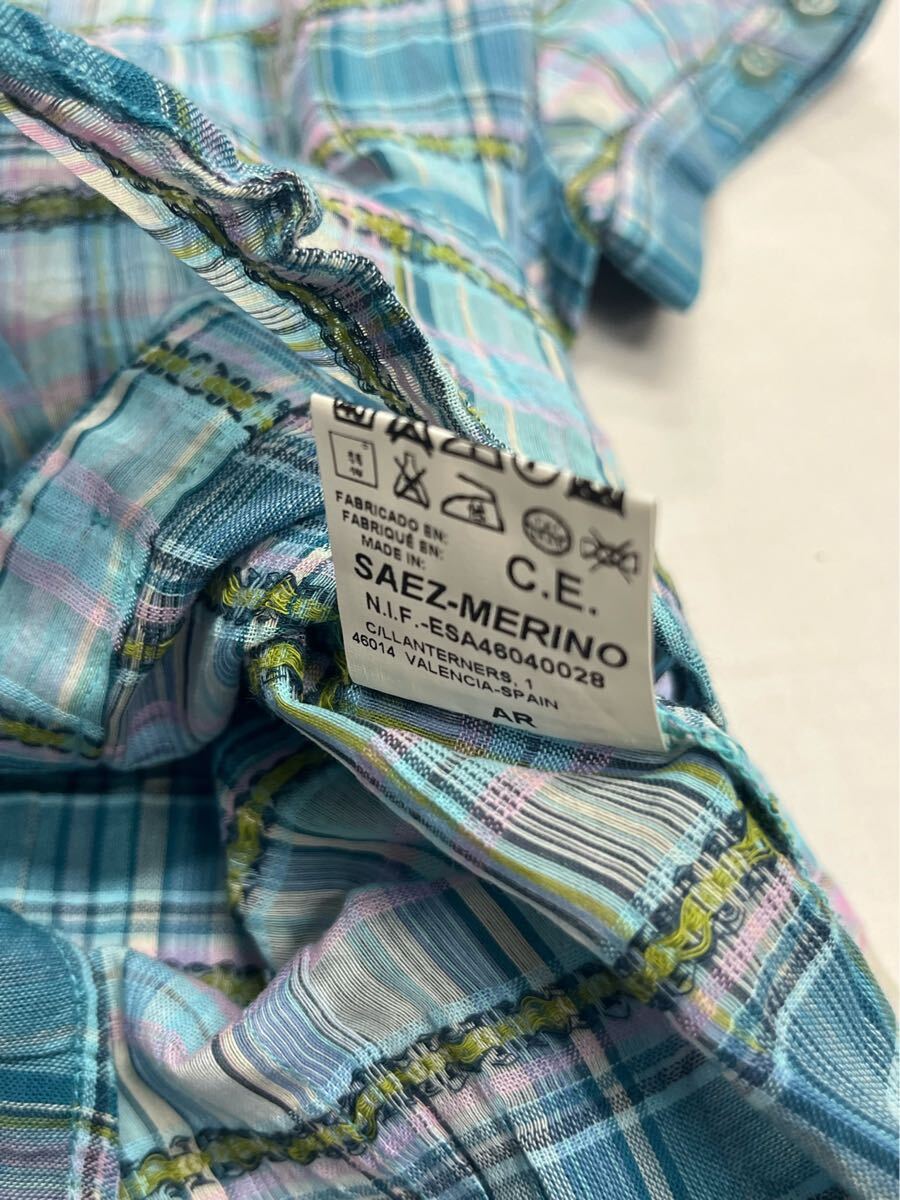 FABRICADO EN:
FABRIQUÉ EN:
MADE IN:
C.E.
SAEZ-MERINO
N.I.F.-ESA46040028
C/LLANTERNERS, 1
46014 VALENCIA-SPAIN
AR